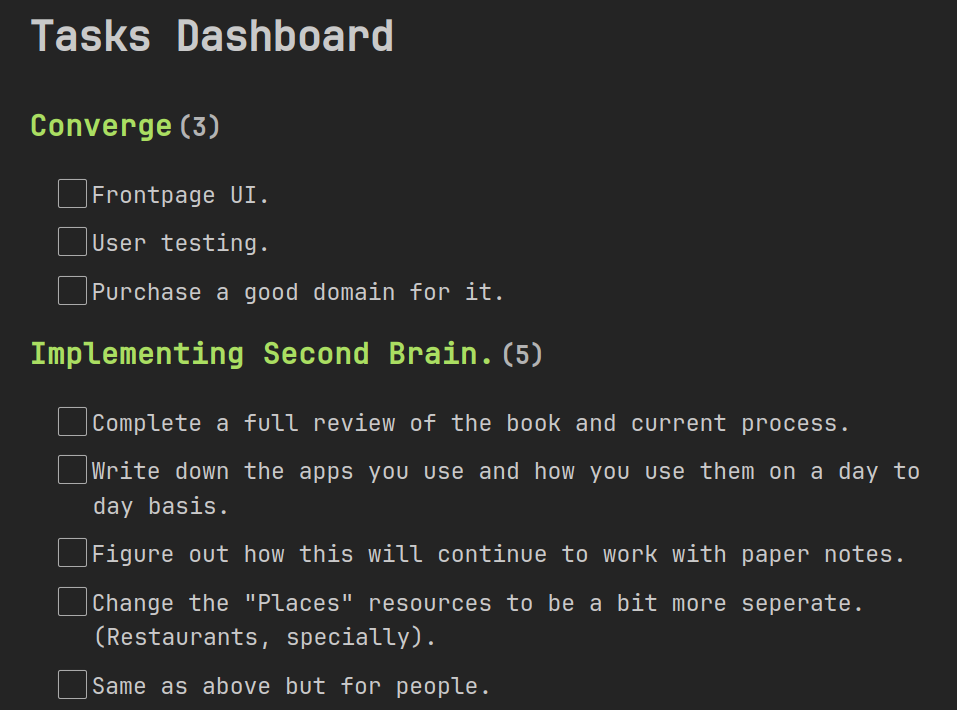 Tasks Dashboard
Converge (3)
Frontpage UI.
User testing.
Purchase a good domain for it.
Implementing Second Brain. (5)
Complete a full review of the book and current process.
Write down the apps you use and how you use them on a day to
day basis.
Figure out how this will continue to work with paper notes.
Change the "Places" resources to be a bit more seperate.
(Restaurants, specially).
Same as above but for people.